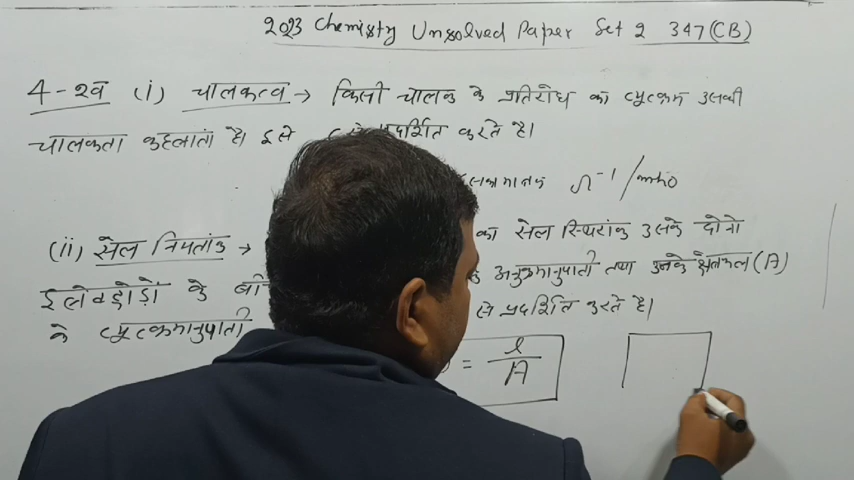 2023 Chemistry Unsolved Paper Set 2 347(CB)
4-२व (i) चालकत्व → किसी चालक के प्रतिरोध का व्युत्क्रम उसकी
चालकता कहलाता है। इसे प्रदर्शित करते है।
मात्रक Ω⁻¹/mho
(ii) सेल नियतांक → का सेल स्थिरांक उसके दोनो
इलेक्ट्रोडों के बी के अनुक्रमानुपाती तथा उनके क्षेत्रफल (A)
के व्युत्क्रमानुपाती से प्रदर्शित करते है।
= l/A